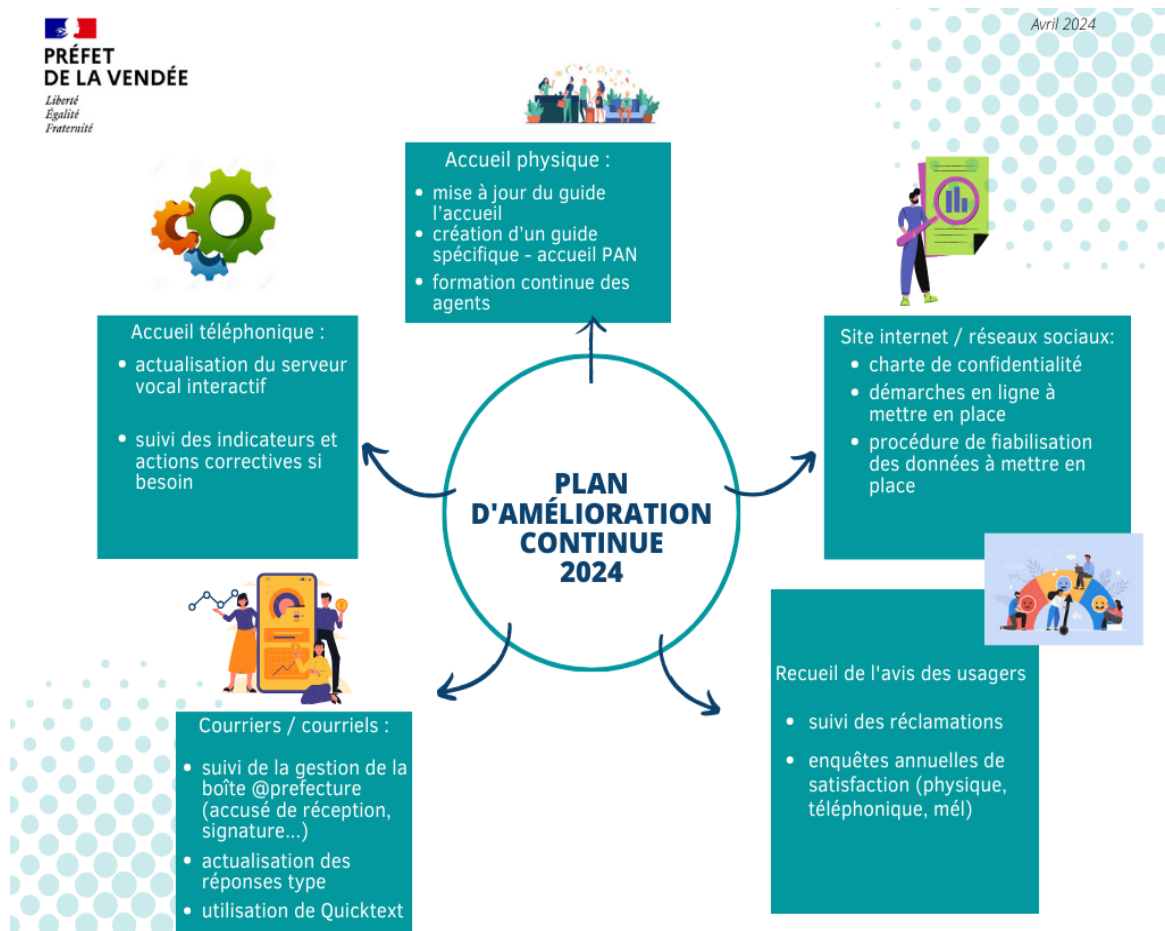 PRÉFET
DE LA VENDÉE
Liberté
Égalité
Fraternité
Avril 2024
Accueil physique :
• mise à jour du guide
l'accueil
• création d'un guide
spécifique - accueil PAN
• formation continue des
agents
Accueil téléphonique :
• actualisation du serveur
vocal interactif
• suivi des indicateurs et
actions correctives si
besoin
Site internet / réseaux sociaux:
• charte de confidentialité
• démarches en ligne à
mettre en place
• procédure de fiabilisation
des données à mettre en
place
PLAN
D'AMÉLIORATION
CONTINUE
2024
Courriers / courriels :
• suivi de la gestion de la
boîte @prefecture
(accusé de réception,
signature...)
• actualisation des
réponses type
• utilisation de Quicktext
Recueil de l'avis des usagers
• suivi des réclamations
• enquêtes annuelles de
satisfaction (physique,
téléphonique, mél)